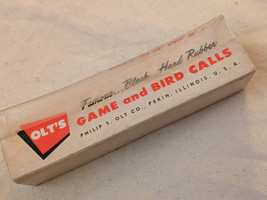 OLT'S
Famous...Black Hard Rubber
GAME and BIRD CALLS
PHILIP S. OLT CO., PEKIN, ILLINOIS, U. S. A.